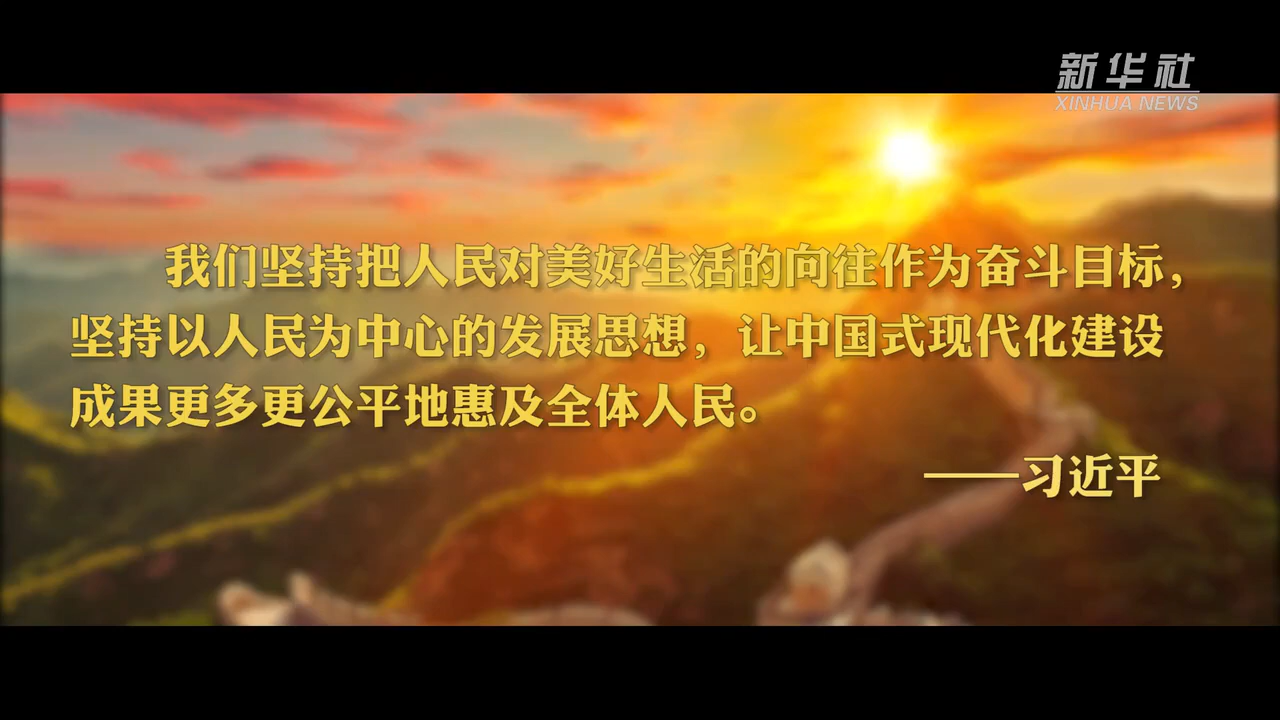 新华社
XINHUA NEWS
我们坚持把人民对美好生活的向往作为奋斗目标，
坚持以人民为中心的发展思想，让中国式现代化建设
成果更多更公平地惠及全体人民。
——习近平